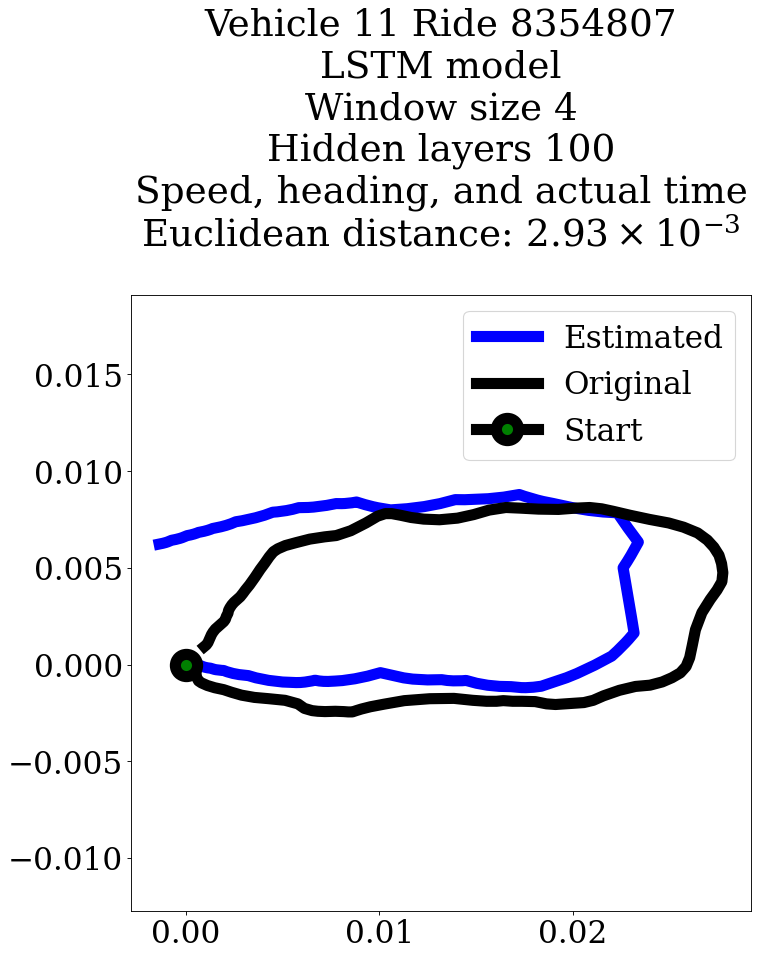 Vehicle 11 Ride 8354807
LSTM model
Window size 4
Hidden layers 100
Speed, heading, and actual time
Euclidean distance: 2.93 × 10⁻³
Estimated
Original
Start
0.015
0.010
0.005
0.000
−0.005
−0.010
0.00 0.01 0.02